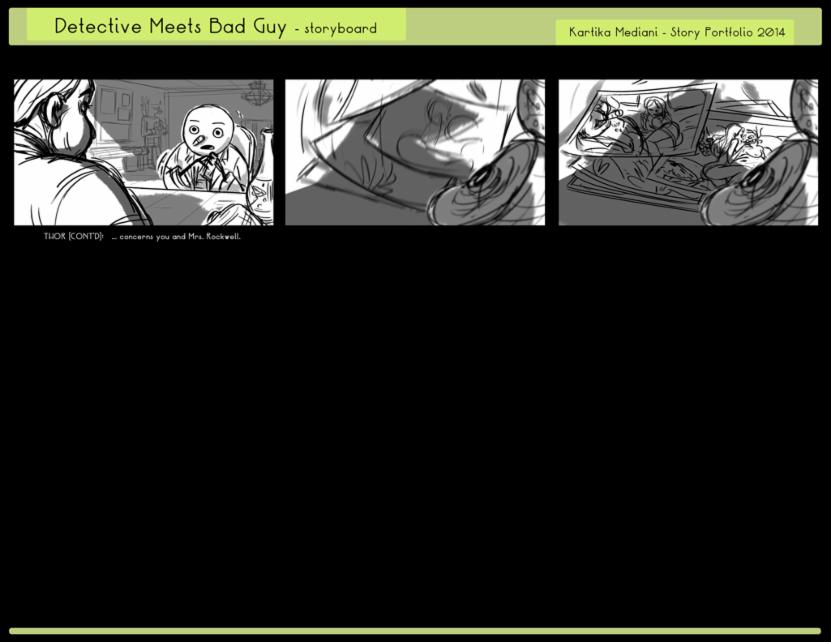 Detective Meets Bad Guy - storyboard
Kartika Mediani - Story Portfolio 2014
THOR (CONT'D): ... concerns you and Mrs. Rockwell.